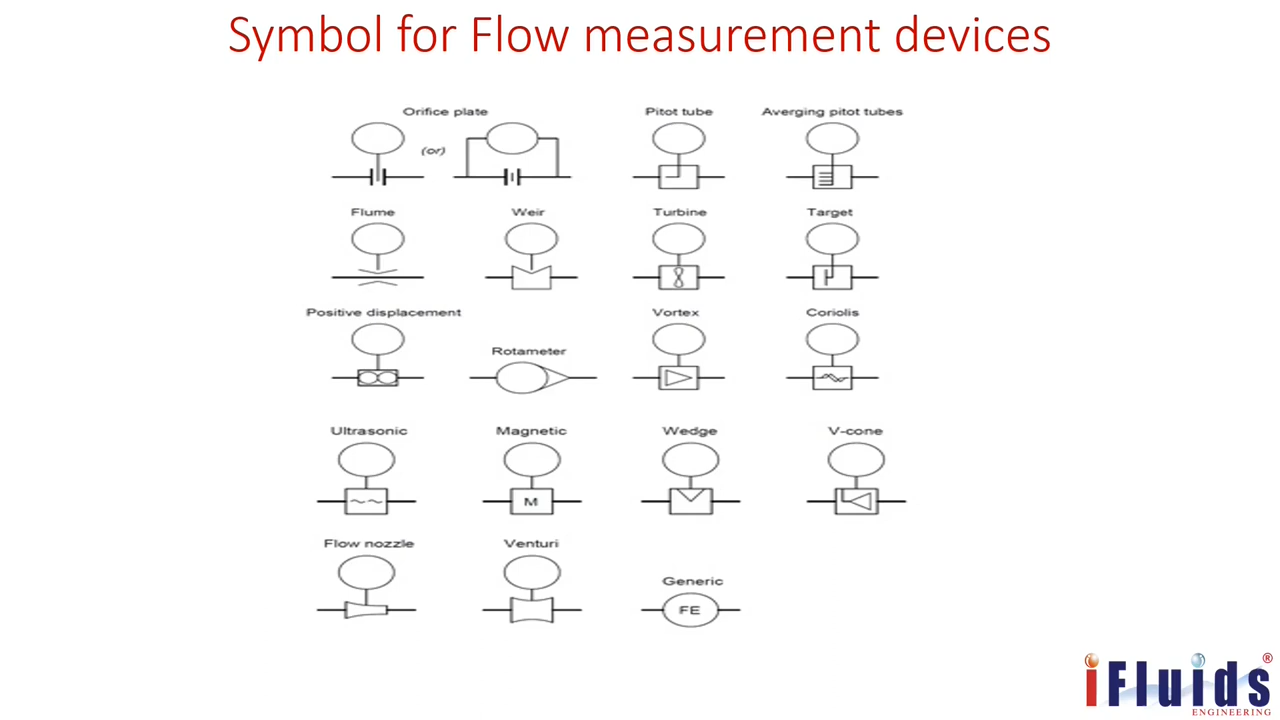 Symbol for Flow measurement devices
Orifice plate
Pitot tube
Averging pitot tubes
(or)
Flume
Weir
Turbine
Target
Positive displacement
Rotameter
Vortex
Coriolis
Ultrasonic
Magnetic
Wedge
V-cone
M
Flow nozzle
Venturi
Generic
FE
iFluids®
ENGINEERING